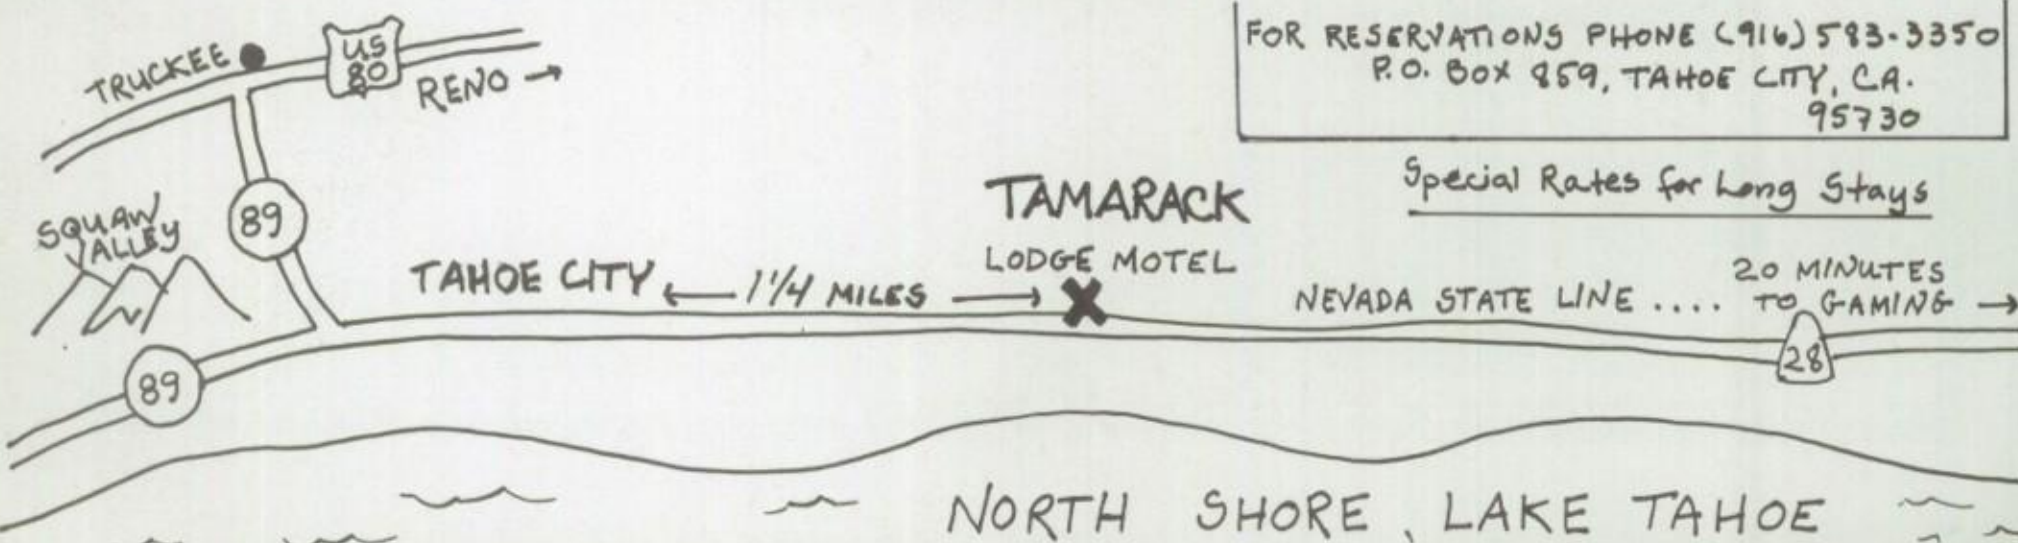 FOR RESERVATIONS PHONE (916) 583-3350
P.O. BOX 859, TAHOE CITY, CA.
95730
TRUCKEE
US
80
RENO →
Special Rates for Long Stays
89
SQUAW
VALLEY
TAMARACK
LODGE MOTEL
TAHOE CITY ← 1 1/4 MILES →
NEVADA STATE LINE .... 20 MINUTES
TO GAMING →
28
89
NORTH SHORE, LAKE TAHOE